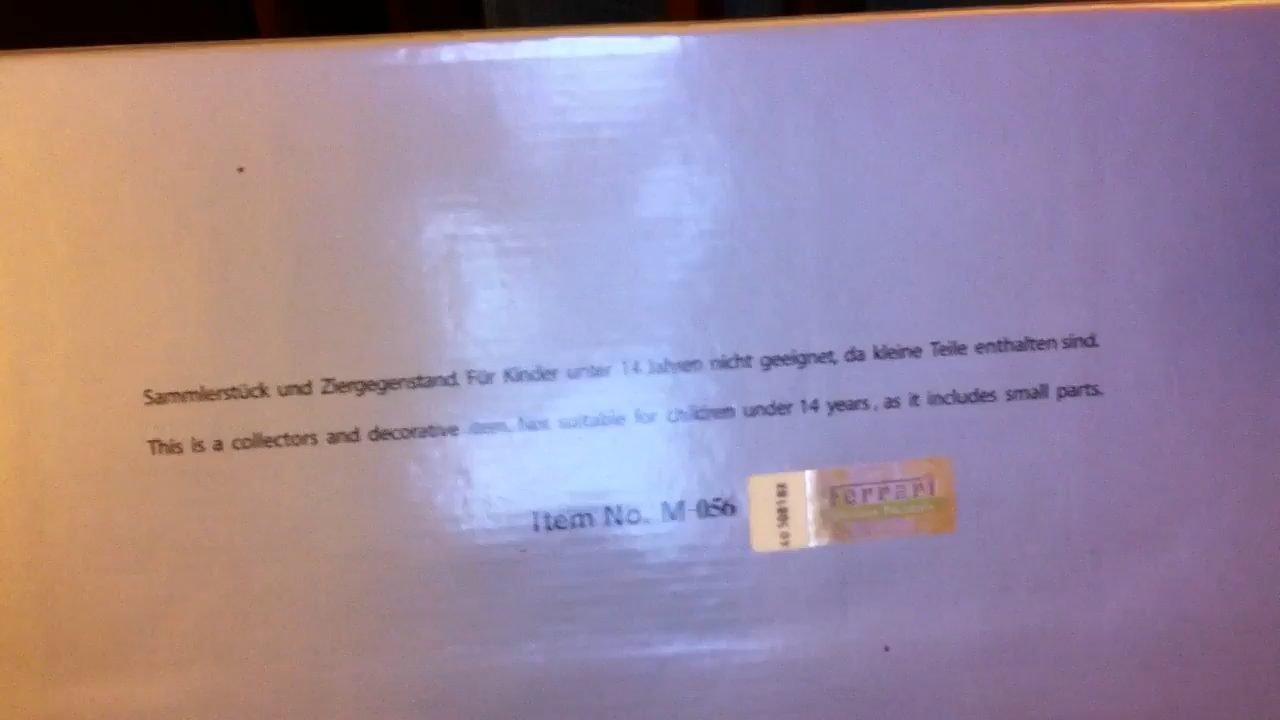 Sammlerstück und Ziergegenstand. Für Kinder unter 14 Jahren nicht geeignet, da kleine Teile enthalten sind.
This is a collectors and decorative item. Not suitable for children under 14 years, as it includes small parts.
Item No. M-056
Ferrari